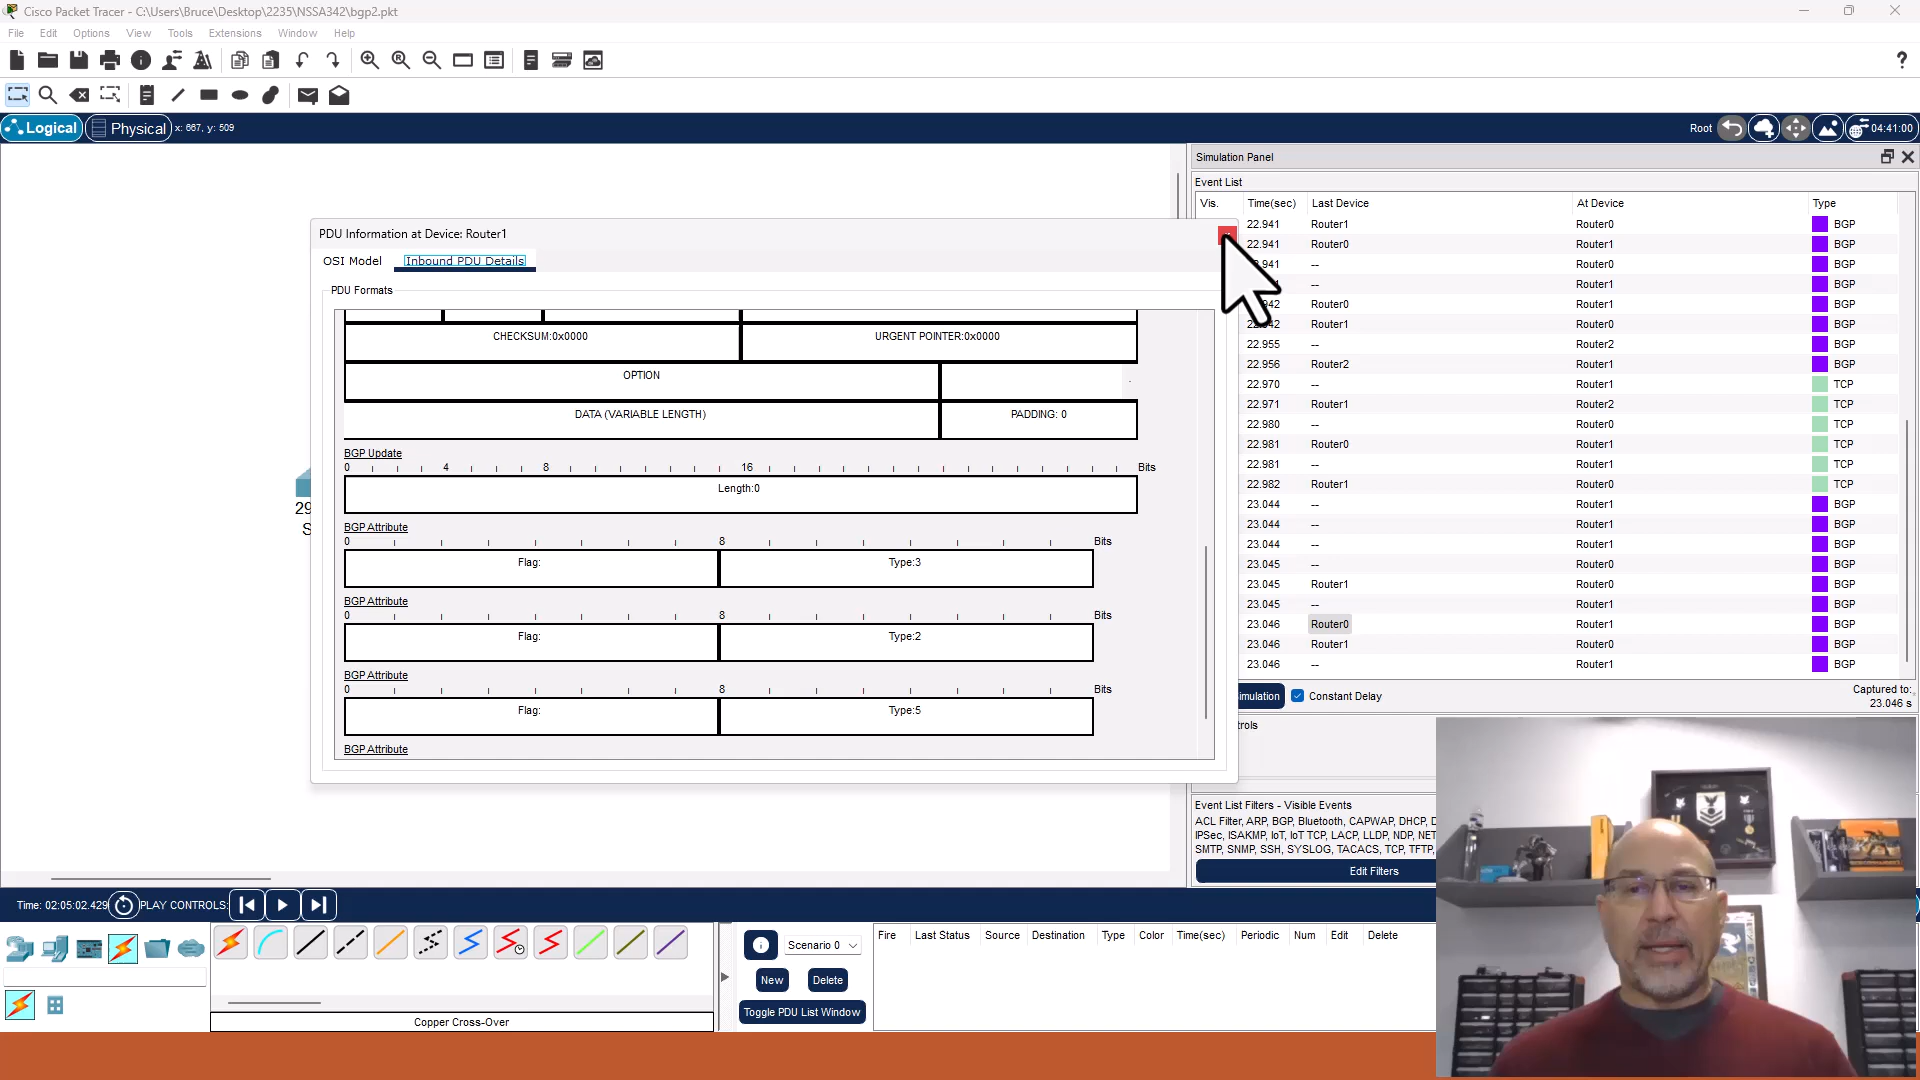 Cisco Packet Tracer - C:\Users\Bruce\Desktop\2235\NSSA342\bgp2.pkt
File Edit Options View Tools Extensions Window Help
Logical Physical x: 667, y: 509 Root 04:41:00
Simulation Panel
Event List
Vis. Time(sec) Last Device At Device Type
22.941 Router1 Router0 BGP
22.941 Router0 Router1 BGP
.941 -- Router0 BGP
-- Router1 BGP
942 Router0 Router1 BGP
22.942 Router1 Router0 BGP
22.955 -- Router2 BGP
22.956 Router2 Router1 BGP
22.970 -- Router1 TCP
22.971 Router1 Router2 TCP
22.980 -- Router0 TCP
22.981 Router0 Router1 TCP
22.981 -- Router1 TCP
22.982 Router1 Router0 TCP
23.044 -- Router1 BGP
23.044 -- Router1 BGP
23.044 -- Router1 BGP
23.045 -- Router0 BGP
23.045 Router1 Router0 BGP
23.045 -- Router1 BGP
23.046 Router0 Router1 BGP
23.046 Router1 Router0 BGP
23.046 -- Router1 BGP
imulation Constant Delay Captured to:
23.046 s
trols
Event List Filters - Visible Events
ACL Filter, ARP, BGP, Bluetooth, CAPWAP, DHCP, D
IPSec, ISAKMP, IoT, IoT TCP, LACP, LLDP, NDP, NET
SMTP, SNMP, SSH, SYSLOG, TACACS, TCP, TFTP,
Edit Filters
PDU Information at Device: Router1
OSI Model Inbound PDU Details
PDU Formats
CHECKSUM:0x0000 URGENT POINTER:0x0000
OPTION
DATA (VARIABLE LENGTH) PADDING: 0
BGP Update
0 4 8 16 Bits
Length:0
BGP Attribute
0 8 Bits
Flag: Type:3
BGP Attribute
0 8 Bits
Flag: Type:2
BGP Attribute
0 8 Bits
Flag: Type:5
BGP Attribute
29
S
Time: 02:05:02.429 PLAY CONTROLS:
Scenario 0
New Delete
Toggle PDU List Window
Fire Last Status Source Destination Type Color Time(sec) Periodic Num Edit Delete
Copper Cross-Over